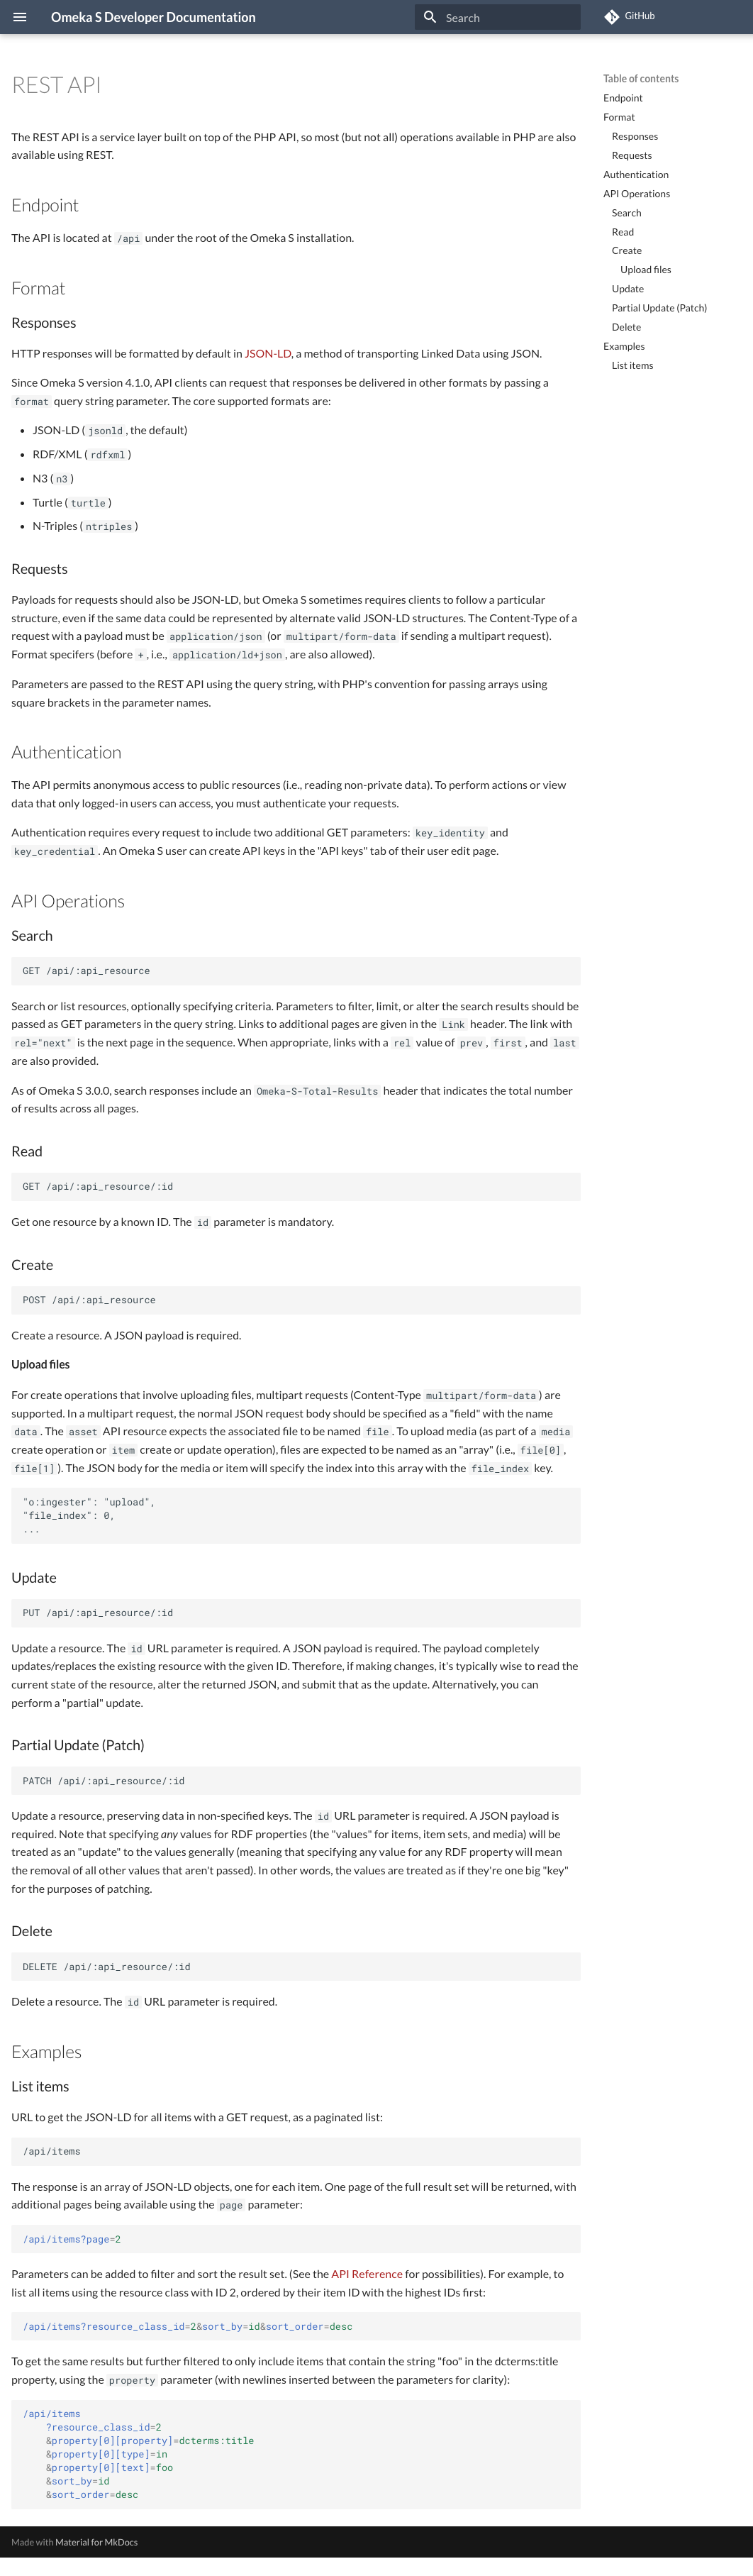 Omeka S Developer Documentation
Search
GitHub
REST API
The REST API is a service layer built on top of the PHP API, so most (but not all) operations available in PHP are also
available using REST.
Endpoint
The API is located at /api under the root of the Omeka S installation.
Format
Responses
HTTP responses will be formatted by default in JSON-LD, a method of transporting Linked Data using JSON.
Since Omeka S version 4.1.0, API clients can request that responses be delivered in other formats by passing a
format query string parameter. The core supported formats are:
• JSON-LD ( jsonld , the default)
• RDF/XML ( rdfxml )
• N3 ( n3 )
• Turtle ( turtle )
• N-Triples ( ntriples )
Requests
Payloads for requests should also be JSON-LD, but Omeka S sometimes requires clients to follow a particular
structure, even if the same data could be represented by alternate valid JSON-LD structures. The Content-Type of a
request with a payload must be application/json (or multipart/form-data if sending a multipart request).
Format specifers (before + , i.e., application/ld+json , are also allowed).
Parameters are passed to the REST API using the query string, with PHP's convention for passing arrays using
square brackets in the parameter names.
Authentication
The API permits anonymous access to public resources (i.e., reading non-private data). To perform actions or view
data that only logged-in users can access, you must authenticate your requests.
Authentication requires every request to include two additional GET parameters: key_identity and
key_credential . An Omeka S user can create API keys in the "API keys" tab of their user edit page.
API Operations
Search
GET /api/:api_resource
Search or list resources, optionally specifying criteria. Parameters to filter, limit, or alter the search results should be
passed as GET parameters in the query string. Links to additional pages are given in the Link header. The link with
rel="next" is the next page in the sequence. When appropriate, links with a rel value of prev , first , and last
are also provided.
As of Omeka S 3.0.0, search responses include an Omeka-S-Total-Results header that indicates the total number
of results across all pages.
Read
GET /api/:api_resource/:id
Get one resource by a known ID. The id parameter is mandatory.
Create
POST /api/:api_resource
Create a resource. A JSON payload is required.
Upload files
For create operations that involve uploading files, multipart requests (Content-Type multipart/form-data ) are
supported. In a multipart request, the normal JSON request body should be specified as a "field" with the name
data . The asset API resource expects the associated file to be named file . To upload media (as part of a media
create operation or item create or update operation), files are expected to be named as an "array" (i.e., file[0] ,
file[1] ). The JSON body for the media or item will specify the index into this array with the file_index key.
"o:ingester": "upload",
"file_index": 0,
...
Update
PUT /api/:api_resource/:id
Update a resource. The id URL parameter is required. A JSON payload is required. The payload completely
updates/replaces the existing resource with the given ID. Therefore, if making changes, it's typically wise to read the
current state of the resource, alter the returned JSON, and submit that as the update. Alternatively, you can
perform a "partial" update.
Partial Update (Patch)
PATCH /api/:api_resource/:id
Update a resource, preserving data in non-specified keys. The id URL parameter is required. A JSON payload is
required. Note that specifying any values for RDF properties (the "values" for items, item sets, and media) will be
treated as an "update" to the values generally (meaning that specifying any value for any RDF property will mean
the removal of all other values that aren't passed). In other words, the values are treated as if they're one big "key"
for the purposes of patching.
Delete
DELETE /api/:api_resource/:id
Delete a resource. The id URL parameter is required.
Examples
List items
URL to get the JSON-LD for all items with a GET request, as a paginated list:
/api/items
The response is an array of JSON-LD objects, one for each item. One page of the full result set will be returned, with
additional pages being available using the page parameter:
/api/items?page=2
Parameters can be added to filter and sort the result set. (See the API Reference for possibilities). For example, to
list all items using the resource class with ID 2, ordered by their item ID with the highest IDs first:
/api/items?resource_class_id=2&sort_by=id&sort_order=desc
To get the same results but further filtered to only include items that contain the string "foo" in the dcterms:title
property, using the property parameter (with newlines inserted between the parameters for clarity):
/api/items
?resource_class_id=2
&property[0][property]=dcterms:title
&property[0][type]=in
&property[0][text]=foo
&sort_by=id
&sort_order=desc
Table of contents
Endpoint
Format
Responses
Requests
Authentication
API Operations
Search
Read
Create
Upload files
Update
Partial Update (Patch)
Delete
Examples
List items
Made with Material for MkDocs